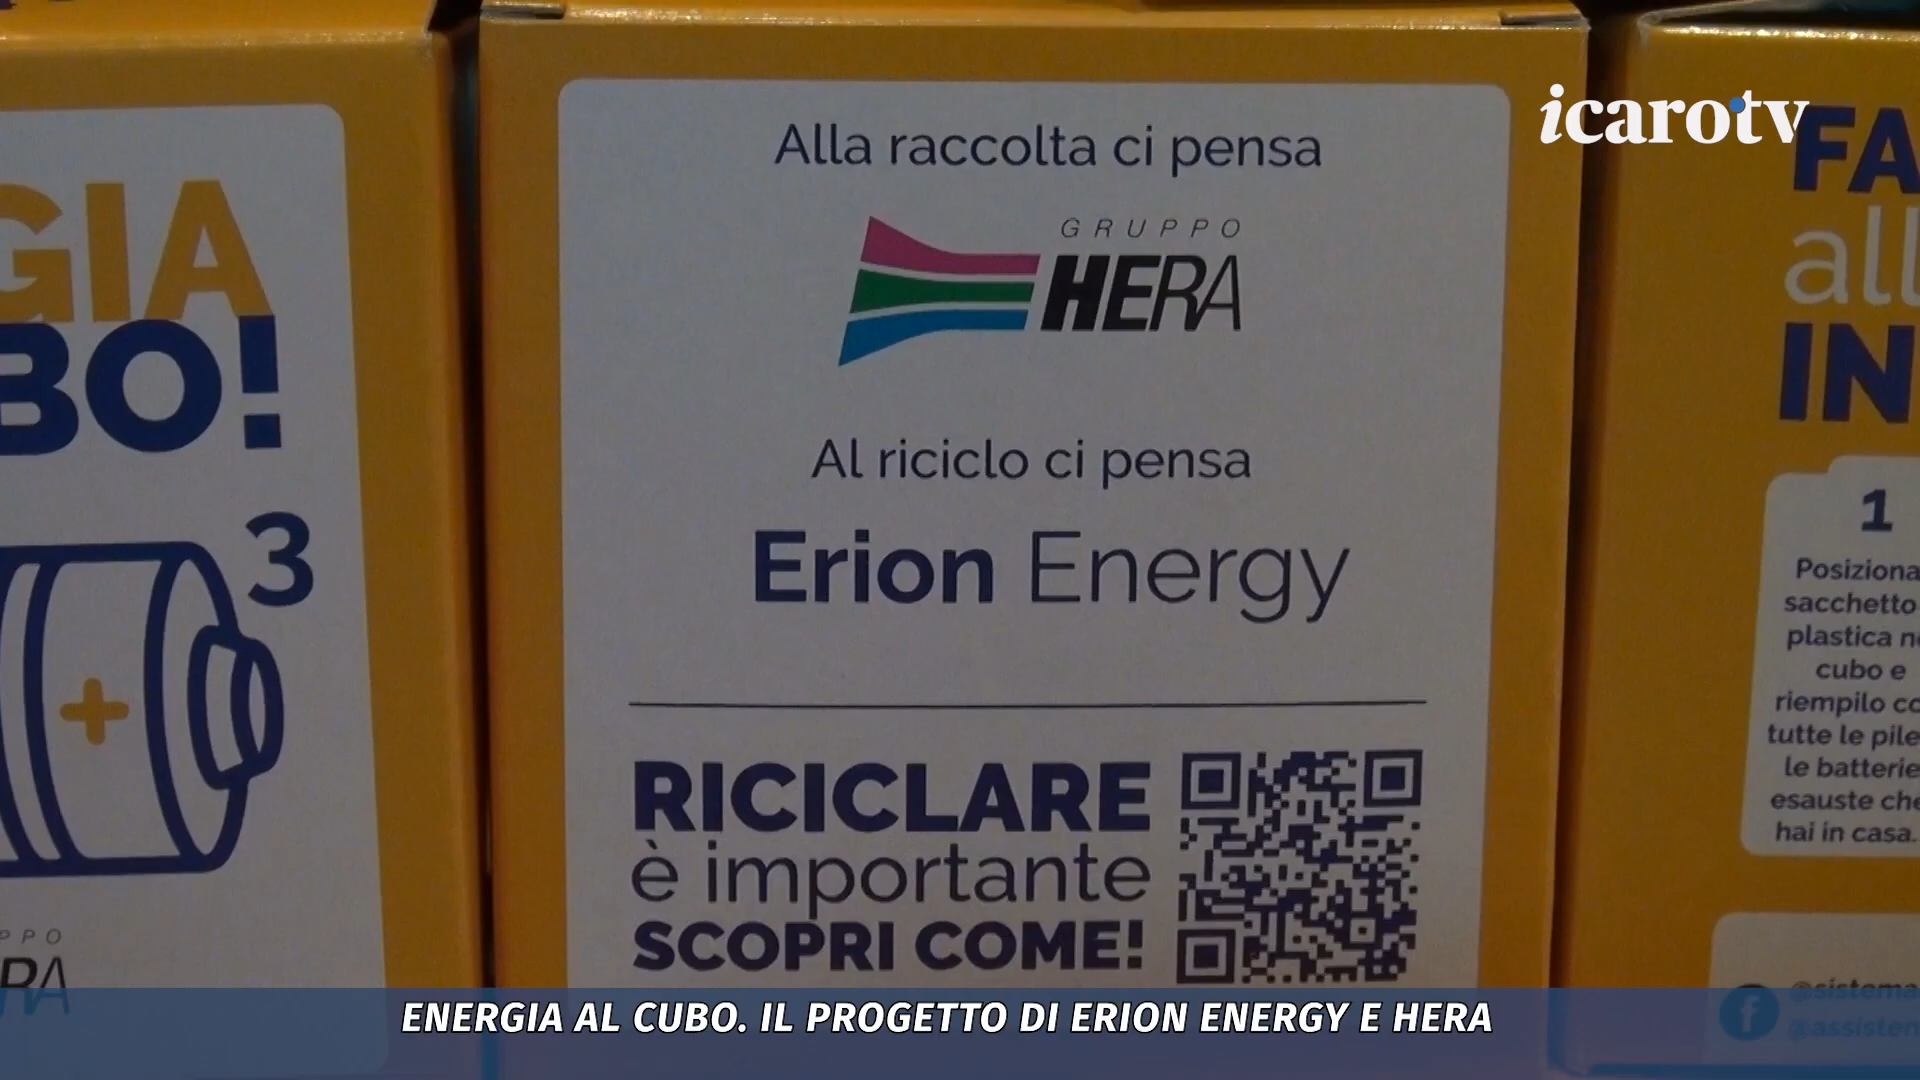 GIA
BO!
3
Alla raccolta ci pensa
GRUPPO
HERA
Al riciclo ci pensa
Erion Energy
RICICLARE
è importante
SCOPRI COME!
icarotv
FA
all
IN
1
Posiziona
sacchetto
plastica
cubo e
riempilo
tutte le pile
le batterie
esauste che
hai in casa.
@sistema
@assisten
ENERGIA AL CUBO. IL PROGETTO DI ERION ENERGY E HERA